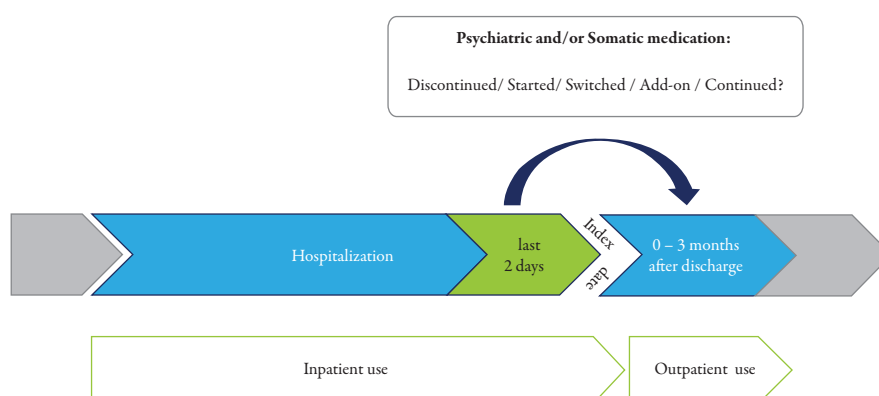 Psychiatric and/or Somatic medication:
Discontinued/ Started/ Switched / Add-on / Continued?
Hospitalization
last
2 days
Index
date
0 – 3 months
after discharge
Inpatient use
Outpatient use